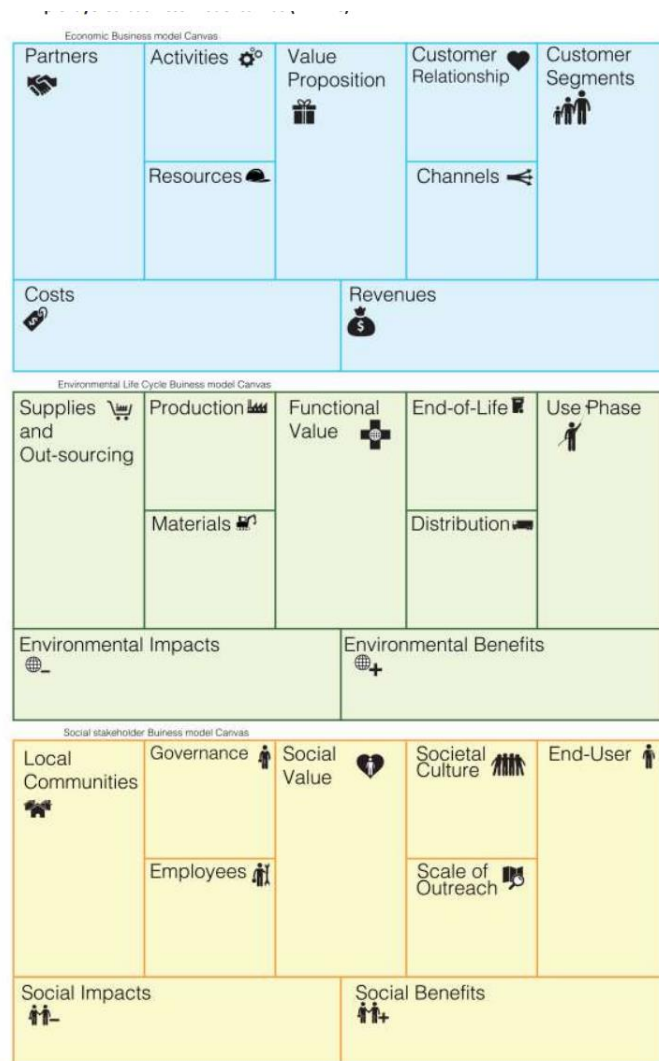 Economic Business model Canvas
Partners
Activities
Value
Proposition
Customer
Relationship
Customer
Segments
Resources
Channels
Costs
Revenues
Environmental Life Cycle Buiness model Canvas
Supplies
and
Out-sourcing
Production
Functional
Value
End-of-Life
Use Phase
Materials
Distribution
Environmental Impacts
Environmental Benefits
Social stakeholder Buiness model Canvas
Local
Communities
Governance
Social
Value
Societal
Culture
End-User
Employees
Scale of
Outreach
Social Impacts
Social Benefits